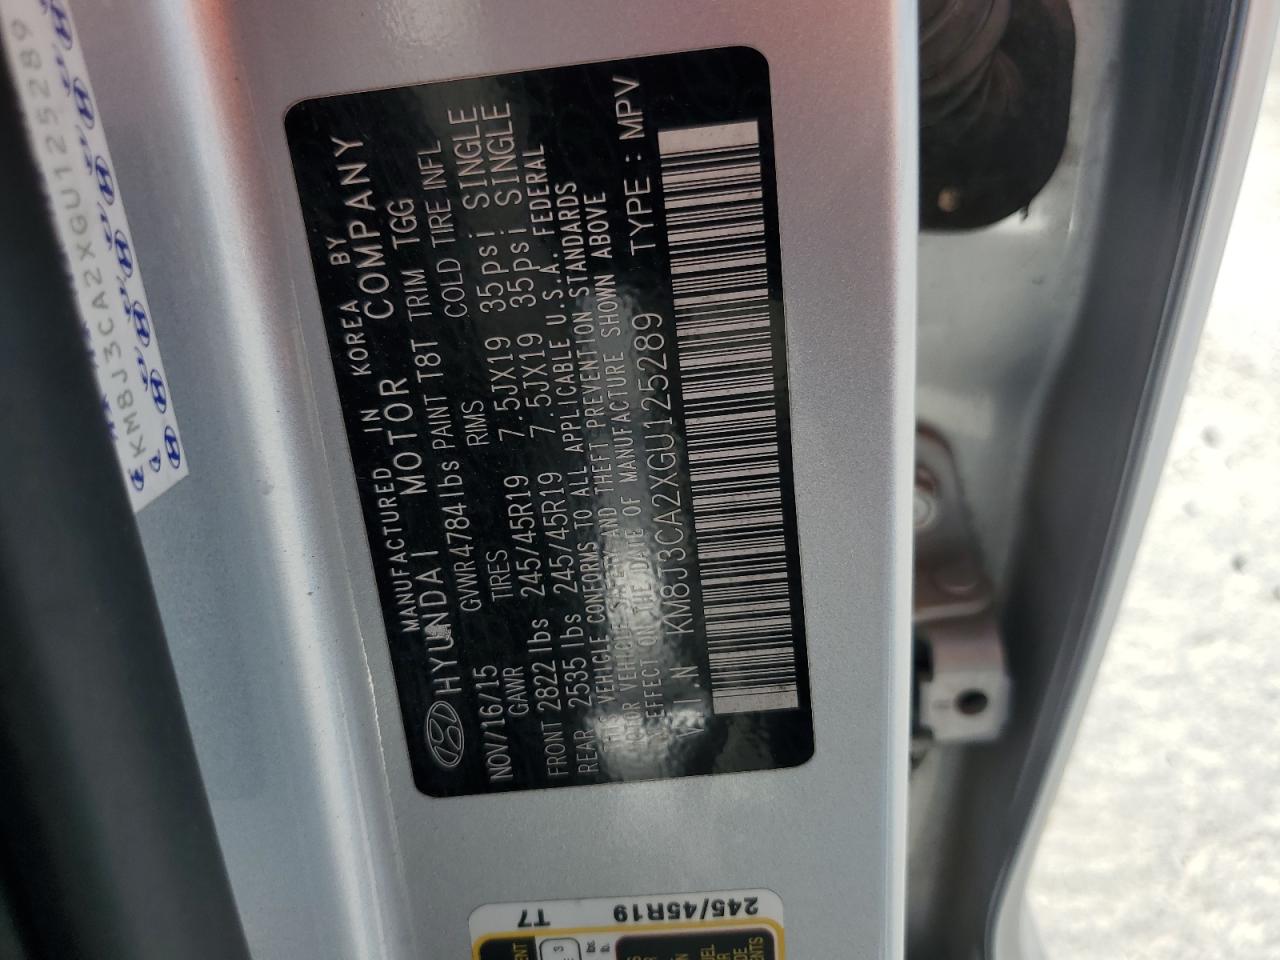 KM8J3CA2XGU125289
MANUFACTURED IN KOREA BY
HYUNDAI MOTOR COMPANY
NOV/16/15 GVWR 4784lbs PAINT T8T TRIM TGG
GAWR TIRES RIMS COLD TIRE INFL
FRONT 2822 lbs 245/45R19 7.5JX19 35psi SINGLE
REAR 2535 lbs 245/45R19 7.5JX19 35psi SINGLE
THIS VEHICLE CONFORMS TO ALL APPLICABLE U.S.A. FEDERAL
MOTOR VEHICLE SAFETY AND THEFT PREVENTION STANDARDS
IN EFFECT ON THE DATE OF MANUFACTURE SHOWN ABOVE
V.I.N KM8J3CA2XGU125289 TYPE: MPV
245/45R19 T7